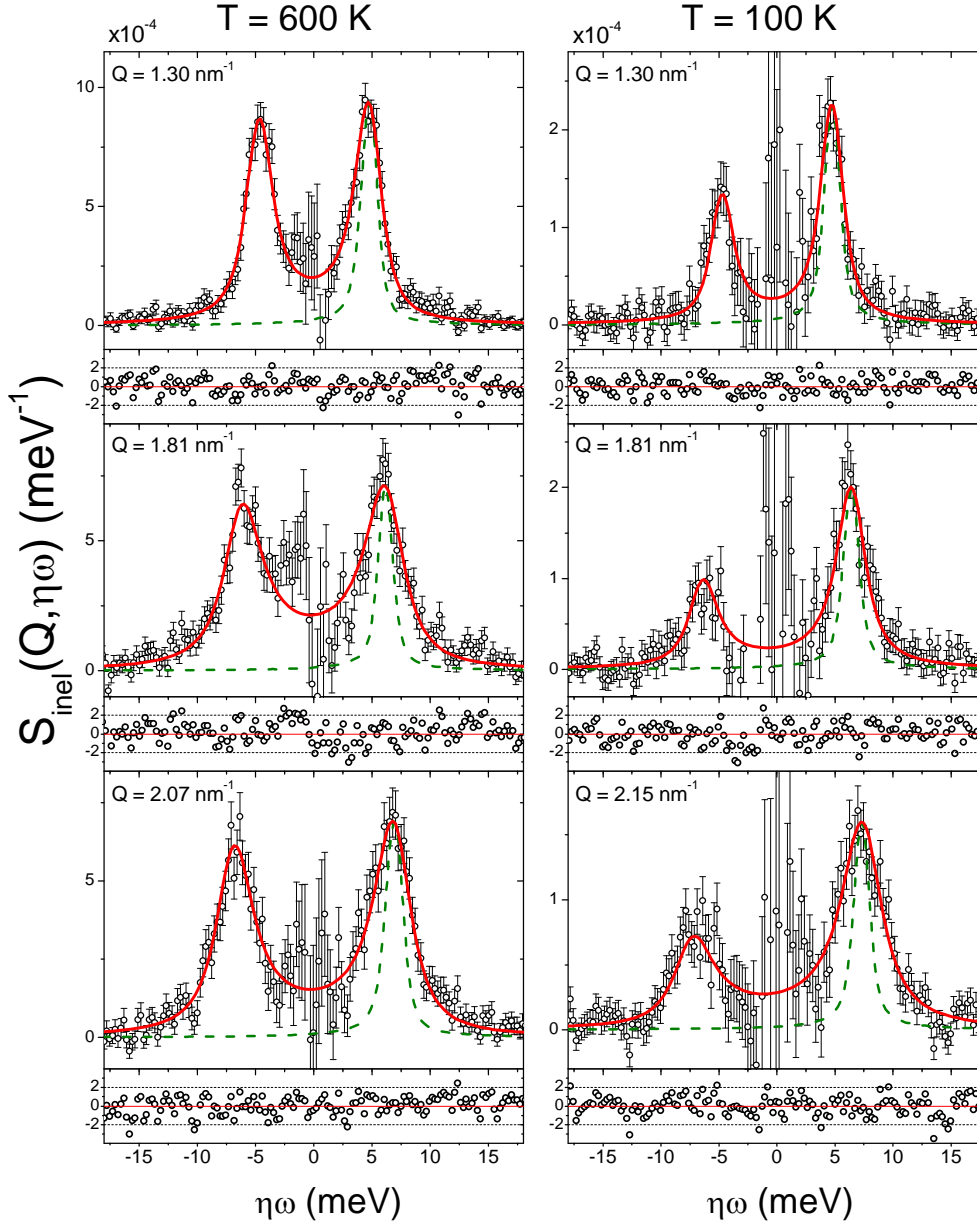 T = 600 K
T = 100 K
x10⁻⁴
x10⁻⁴
Q = 1.30 nm⁻¹
Q = 1.30 nm⁻¹
10
5
0
4
2
0
2
0
-2
2
0
-2
Q = 1.81 nm⁻¹
Q = 1.81 nm⁻¹
5
0
2
1
0
2
0
-2
2
0
-2
Q = 2.07 nm⁻¹
Q = 2.15 nm⁻¹
5
0
1
0
2
0
-2
2
0
-2
-15 -10 -5 0 5 10 15
-15 -10 -5 0 5 10 15
ηω (meV)
ηω (meV)
S_inel(Q,ηω) (meV⁻¹)